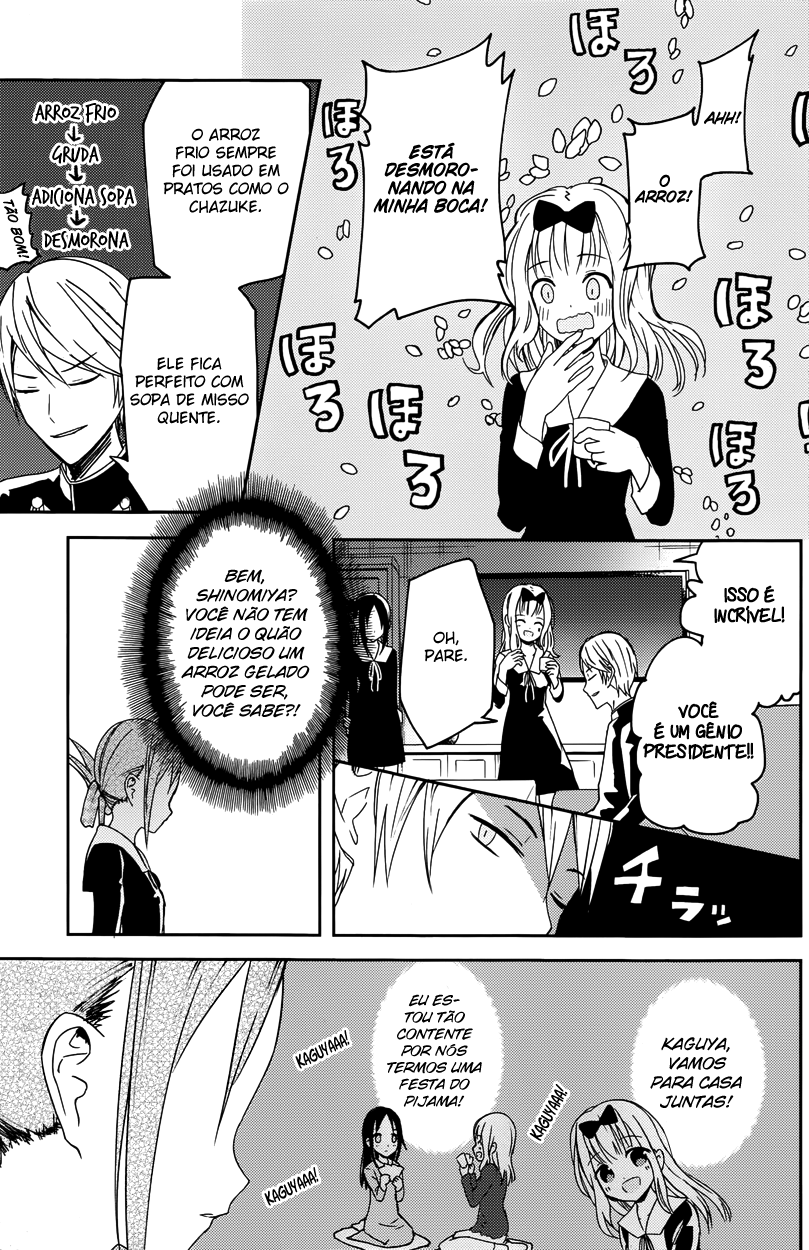 AHH!
O
ARROZ!
ESTÁ
DESMORO-
NANDO NA
MINHA BOCA!
ほろ
ほろ
ほろ
ほろ
ほろ
ほろ
O ARROZ
FRIO SEMPRE
FOI USADO EM
PRATOS COMO O
CHAZUKE.
ARROZ FRIO
↓
GRUDA
↓
ADICIONA SOPA
↓
DESMORONA
TÃO BOM!
ELE FICA
PERFEITO COM
SOPA DE MISSO
QUENTE.
ISSO É
INCRÍVEL!
VOCÊ
É UM GÊNIO
PRESIDENTE!!
OH,
PARE.
チラッ
BEM,
SHINOMIYA?
VOCÊ NÃO TEM
IDEIA O QUÃO
DELICIOSO UM
ARROZ GELADO
PODE SER,
VOCÊ SABE?!
KAGUYA,
VAMOS
PARA CASA
JUNTAS!
KAGUYAAA!
EU ES-
TOU TÃO
CONTENTE
POR NÓS
TERMOS UMA
FESTA DO
PIJAMA!
KAGUYAAA!
KAGUYAAA!